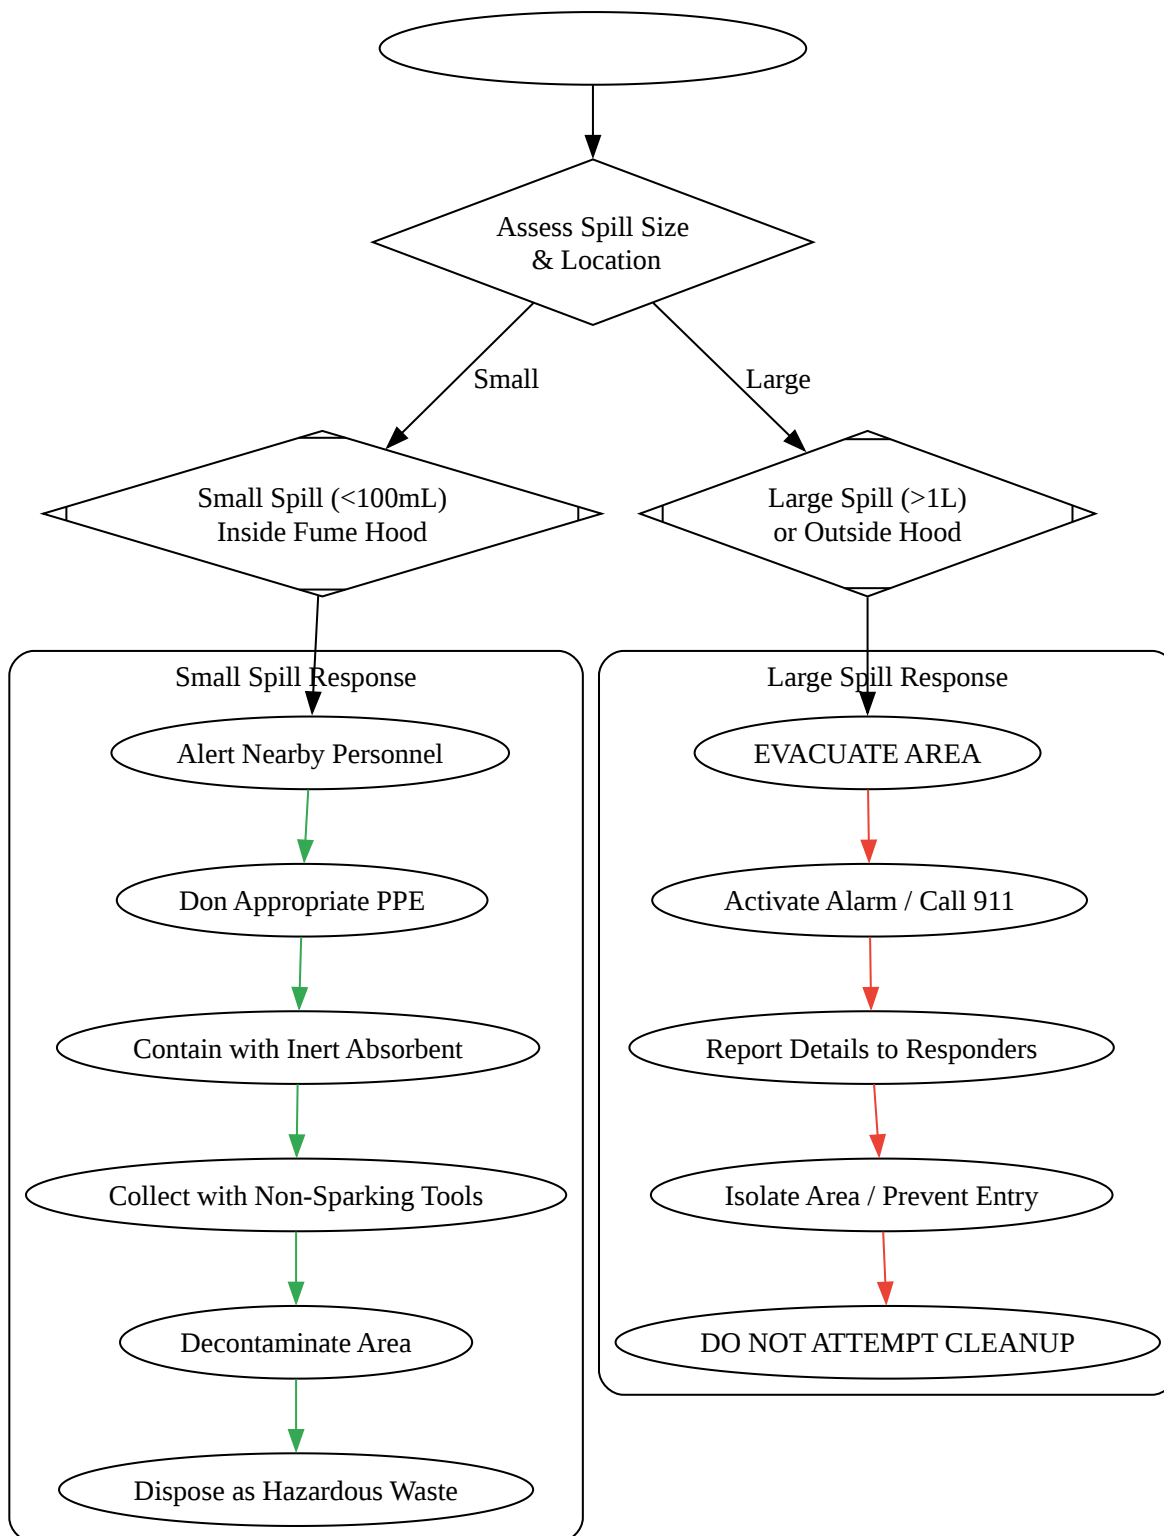 Assess Spill Size
& Location
Small
Large
Small Spill (<100mL)
Inside Fume Hood
Large Spill (>1L)
or Outside Hood
Small Spill Response
Alert Nearby Personnel
Don Appropriate PPE
Contain with Inert Absorbent
Collect with Non-Sparking Tools
Decontaminate Area
Dispose as Hazardous Waste
Large Spill Response
EVACUATE AREA
Activate Alarm / Call 911
Report Details to Responders
Isolate Area / Prevent Entry
DO NOT ATTEMPT CLEANUP